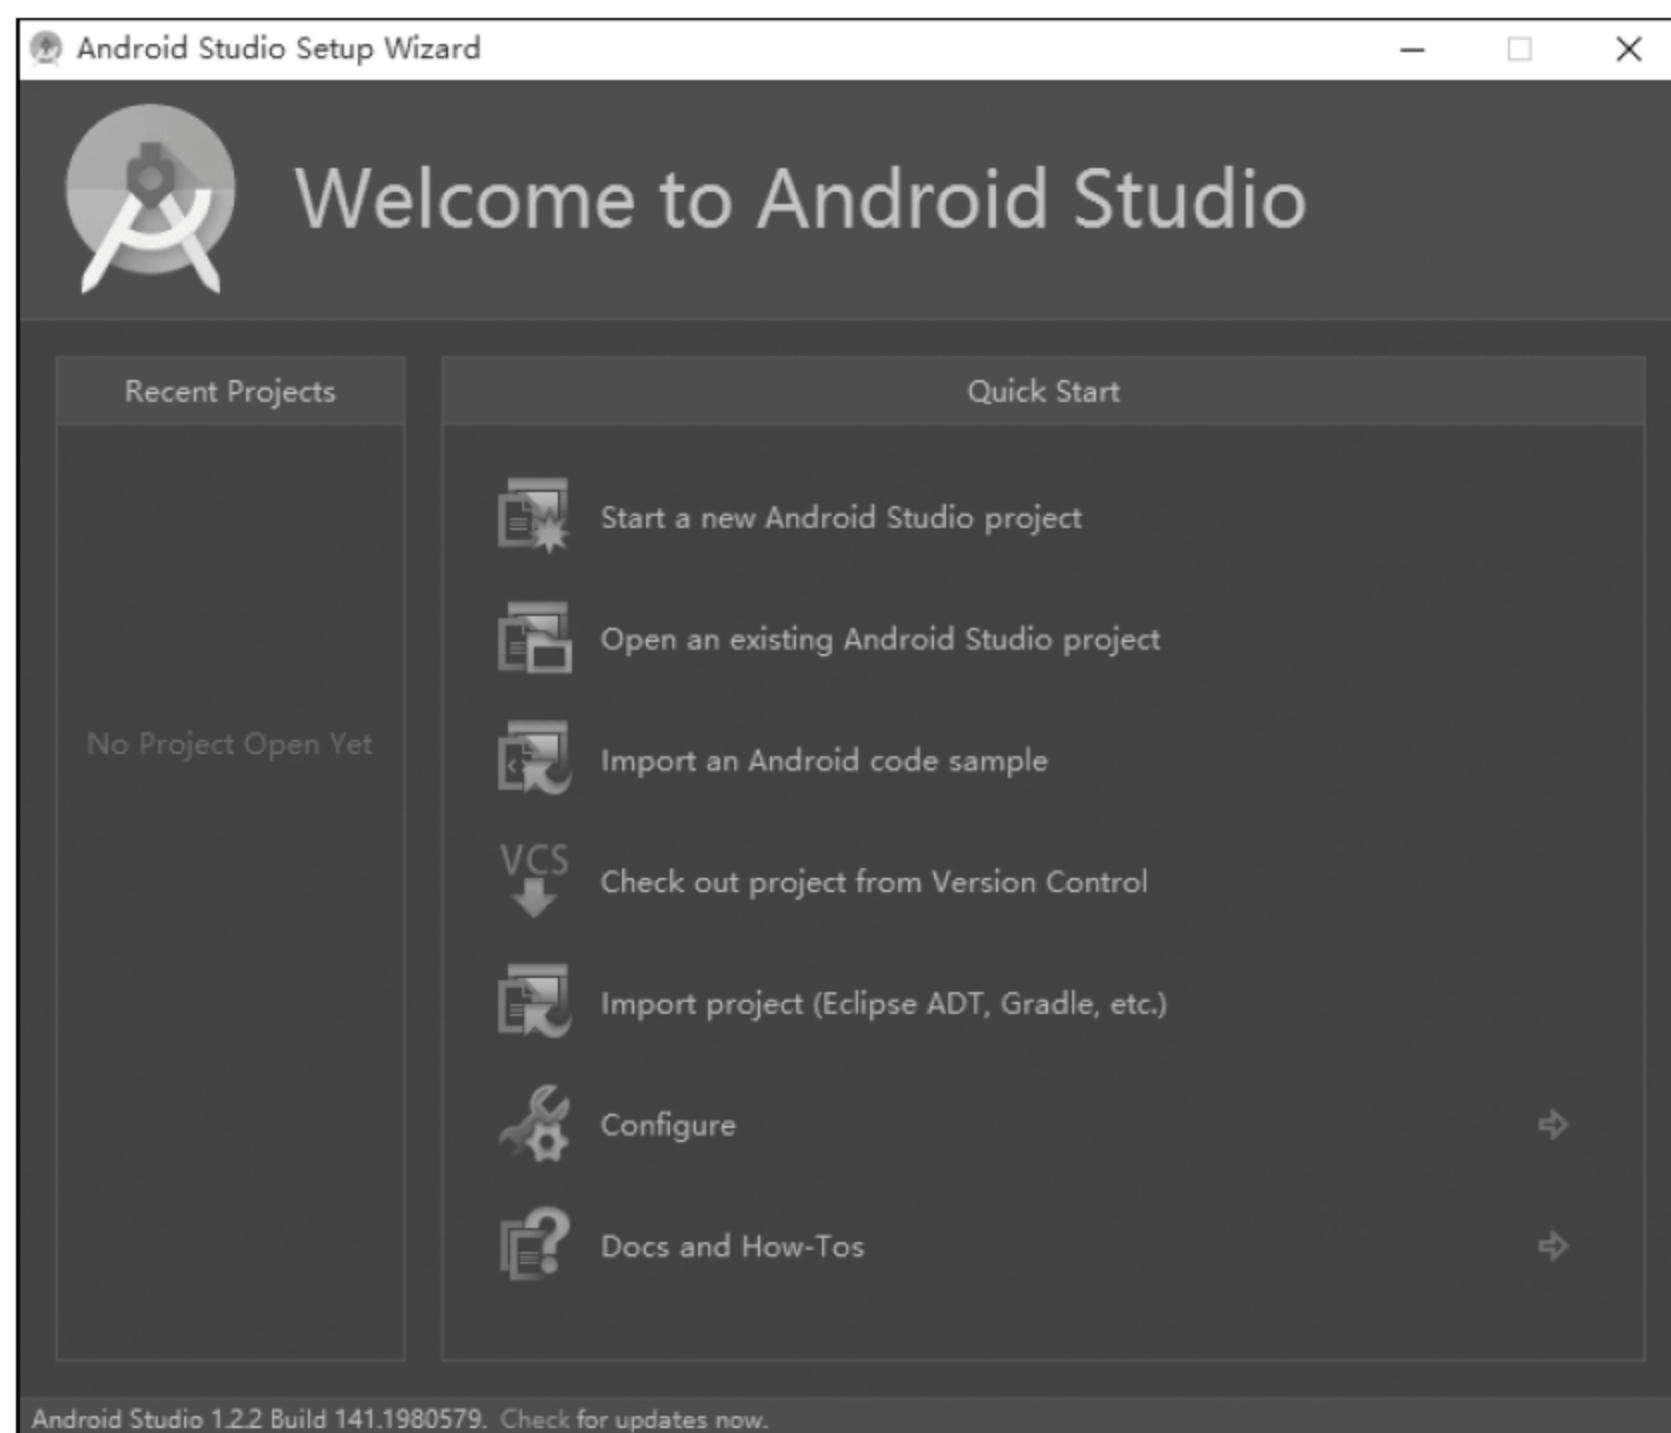 Android Studio Setup Wizard
Welcome to Android Studio
Recent Projects
No Project Open Yet
Quick Start
Start a new Android Studio project
Open an existing Android Studio project
Import an Android code sample
VCS
Check out project from Version Control
Import project (Eclipse ADT, Gradle, etc.)
Configure
Docs and How-Tos
Android Studio 1.2.2 Build 141.1980579. Check for updates now.